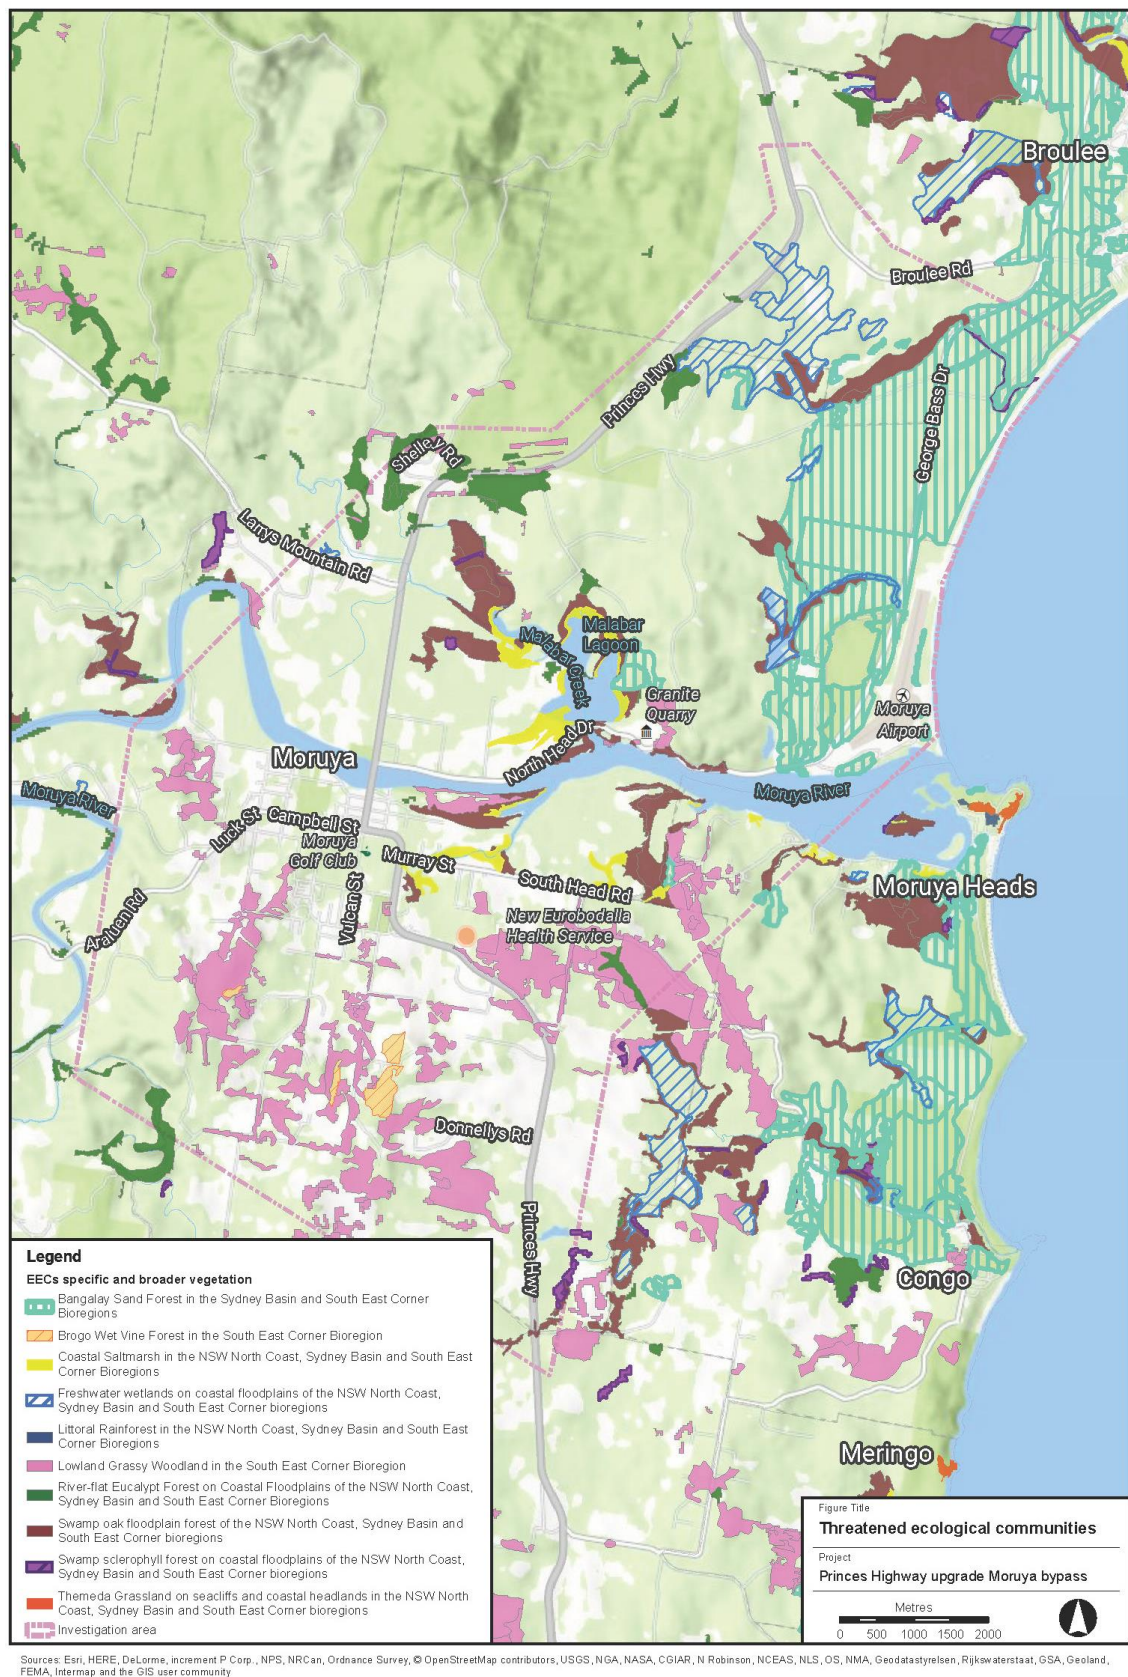 Broulee
Broulee Rd
Princes Hwy
George Bass Dr
Shelley Rd
Larrys Mountain Rd
Malabar
Lagoon
Malabar Creek
Granite
Quarry
Moruya
Airport
North Head Dr
Moruya
Moruya River
Moruya River
Luck St
Campbell St
Moruya
Golf Club
Murray St
South Head Rd
Moruya Heads
Vulcan St
Araluen Rd
New Eurobodalla
Health Service
Donnellys Rd
Princes Hwy
Congo
Meringo
Legend
EECs specific and broader vegetation
Bangalay Sand Forest in the Sydney Basin and South East Corner
Bioregions
Brogo Wet Vine Forest in the South East Corner Bioregion
Coastal Saltmarsh in the NSW North Coast, Sydney Basin and South East
Corner Bioregions
Freshwater wetlands on coastal floodplains of the NSW North Coast,
Sydney Basin and South East Corner bioregions
Littoral Rainforest in the NSW North Coast, Sydney Basin and South East
Corner Bioregions
Lowland Grassy Woodland in the South East Corner Bioregion
River-flat Eucalypt Forest on Coastal Floodplains of the NSW North Coast,
Sydney Basin and South East Corner Bioregions
Swamp oak floodplain forest of the NSW North Coast, Sydney Basin and
South East Corner bioregions
Swamp sclerophyll forest on coastal floodplains of the NSW North Coast,
Sydney Basin and South East Corner bioregions
Themeda Grassland on seacliffs and coastal headlands in the NSW North
Coast, Sydney Basin and South East Corner bioregions
Investigation area
Figure Title
Threatened ecological communities
Project
Princes Highway upgrade Moruya bypass
Metres
0 500 1000 1500 2000
Sources: Esri, HERE, DeLorme, increment P Corp., NPS, NRCan, Ordnance Survey, © OpenStreetMap contributors, USGS, NGA, NASA, CGIAR, N Robinson, NCEAS, NLS, OS, NMA, Geodatastyrelsen, Rijkswaterstaat, GSA, Geoland,
FEMA, Intermap and the GIS user community